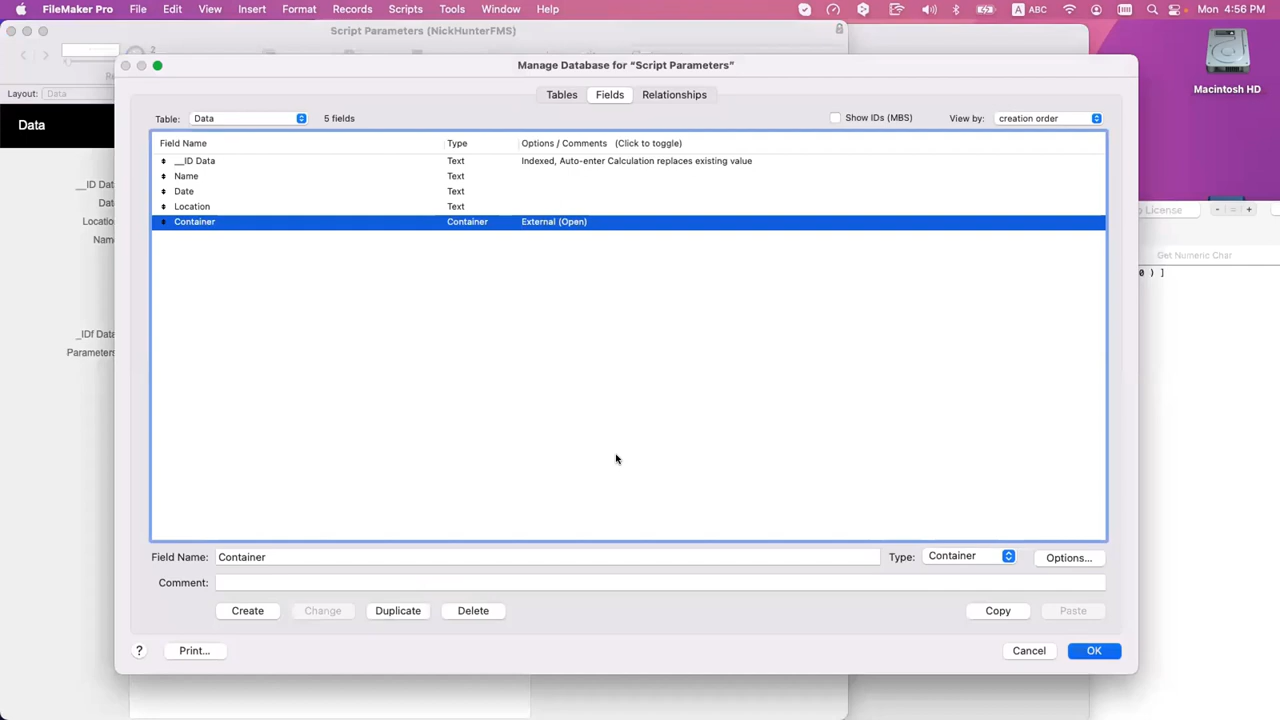 FileMaker Pro File Edit View Insert Format Records Scripts Tools Window Help A ABC Mon 4:56 PM
Script Parameters (NickHunterFMS)
2
Layout: Data
Macintosh HD
Data
__ID Data
Location
Name
_IDf Data
Parameters
Manage Database for “Script Parameters”
Tables Fields Relationships
Table: Data 5 fields Show IDs (MBS) View by: creation order
Field Name Type Options / Comments (Click to toggle)
__ID Data Text Indexed, Auto-enter Calculation replaces existing value
Name Text
Date Text
Location Text
Container Container External (Open)
Field Name: Container Type: Container Options...
Comment:
Create Change Duplicate Delete Copy Paste
? Print... Cancel OK
o License - = +
Get Numeric Char
0 ) ]